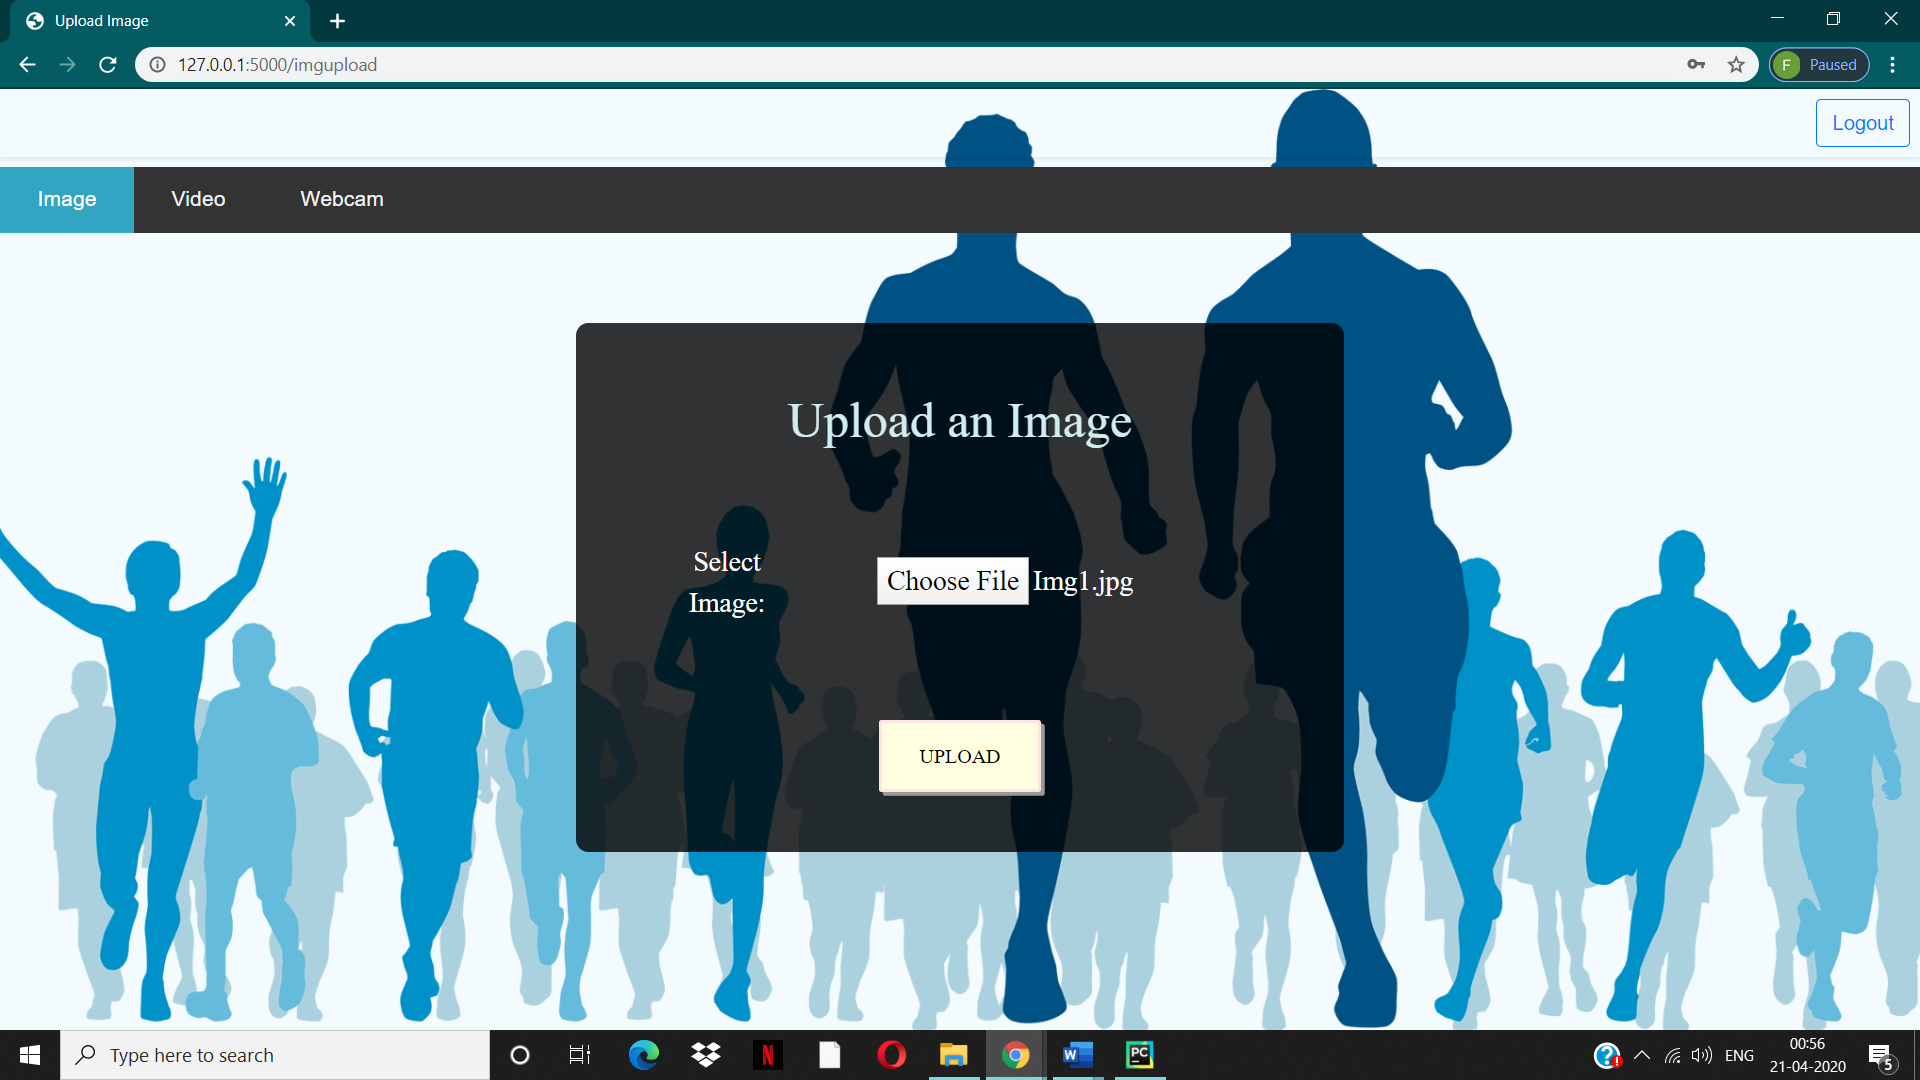 Upload Image
127.0.0.1:5000/imgupload
F Paused
Logout
Image Video Webcam
Upload an Image
Select
Image:
Choose File Img1.jpg
UPLOAD
Type here to search
N
W
PC
ENG
00:56
21-04-2020
5